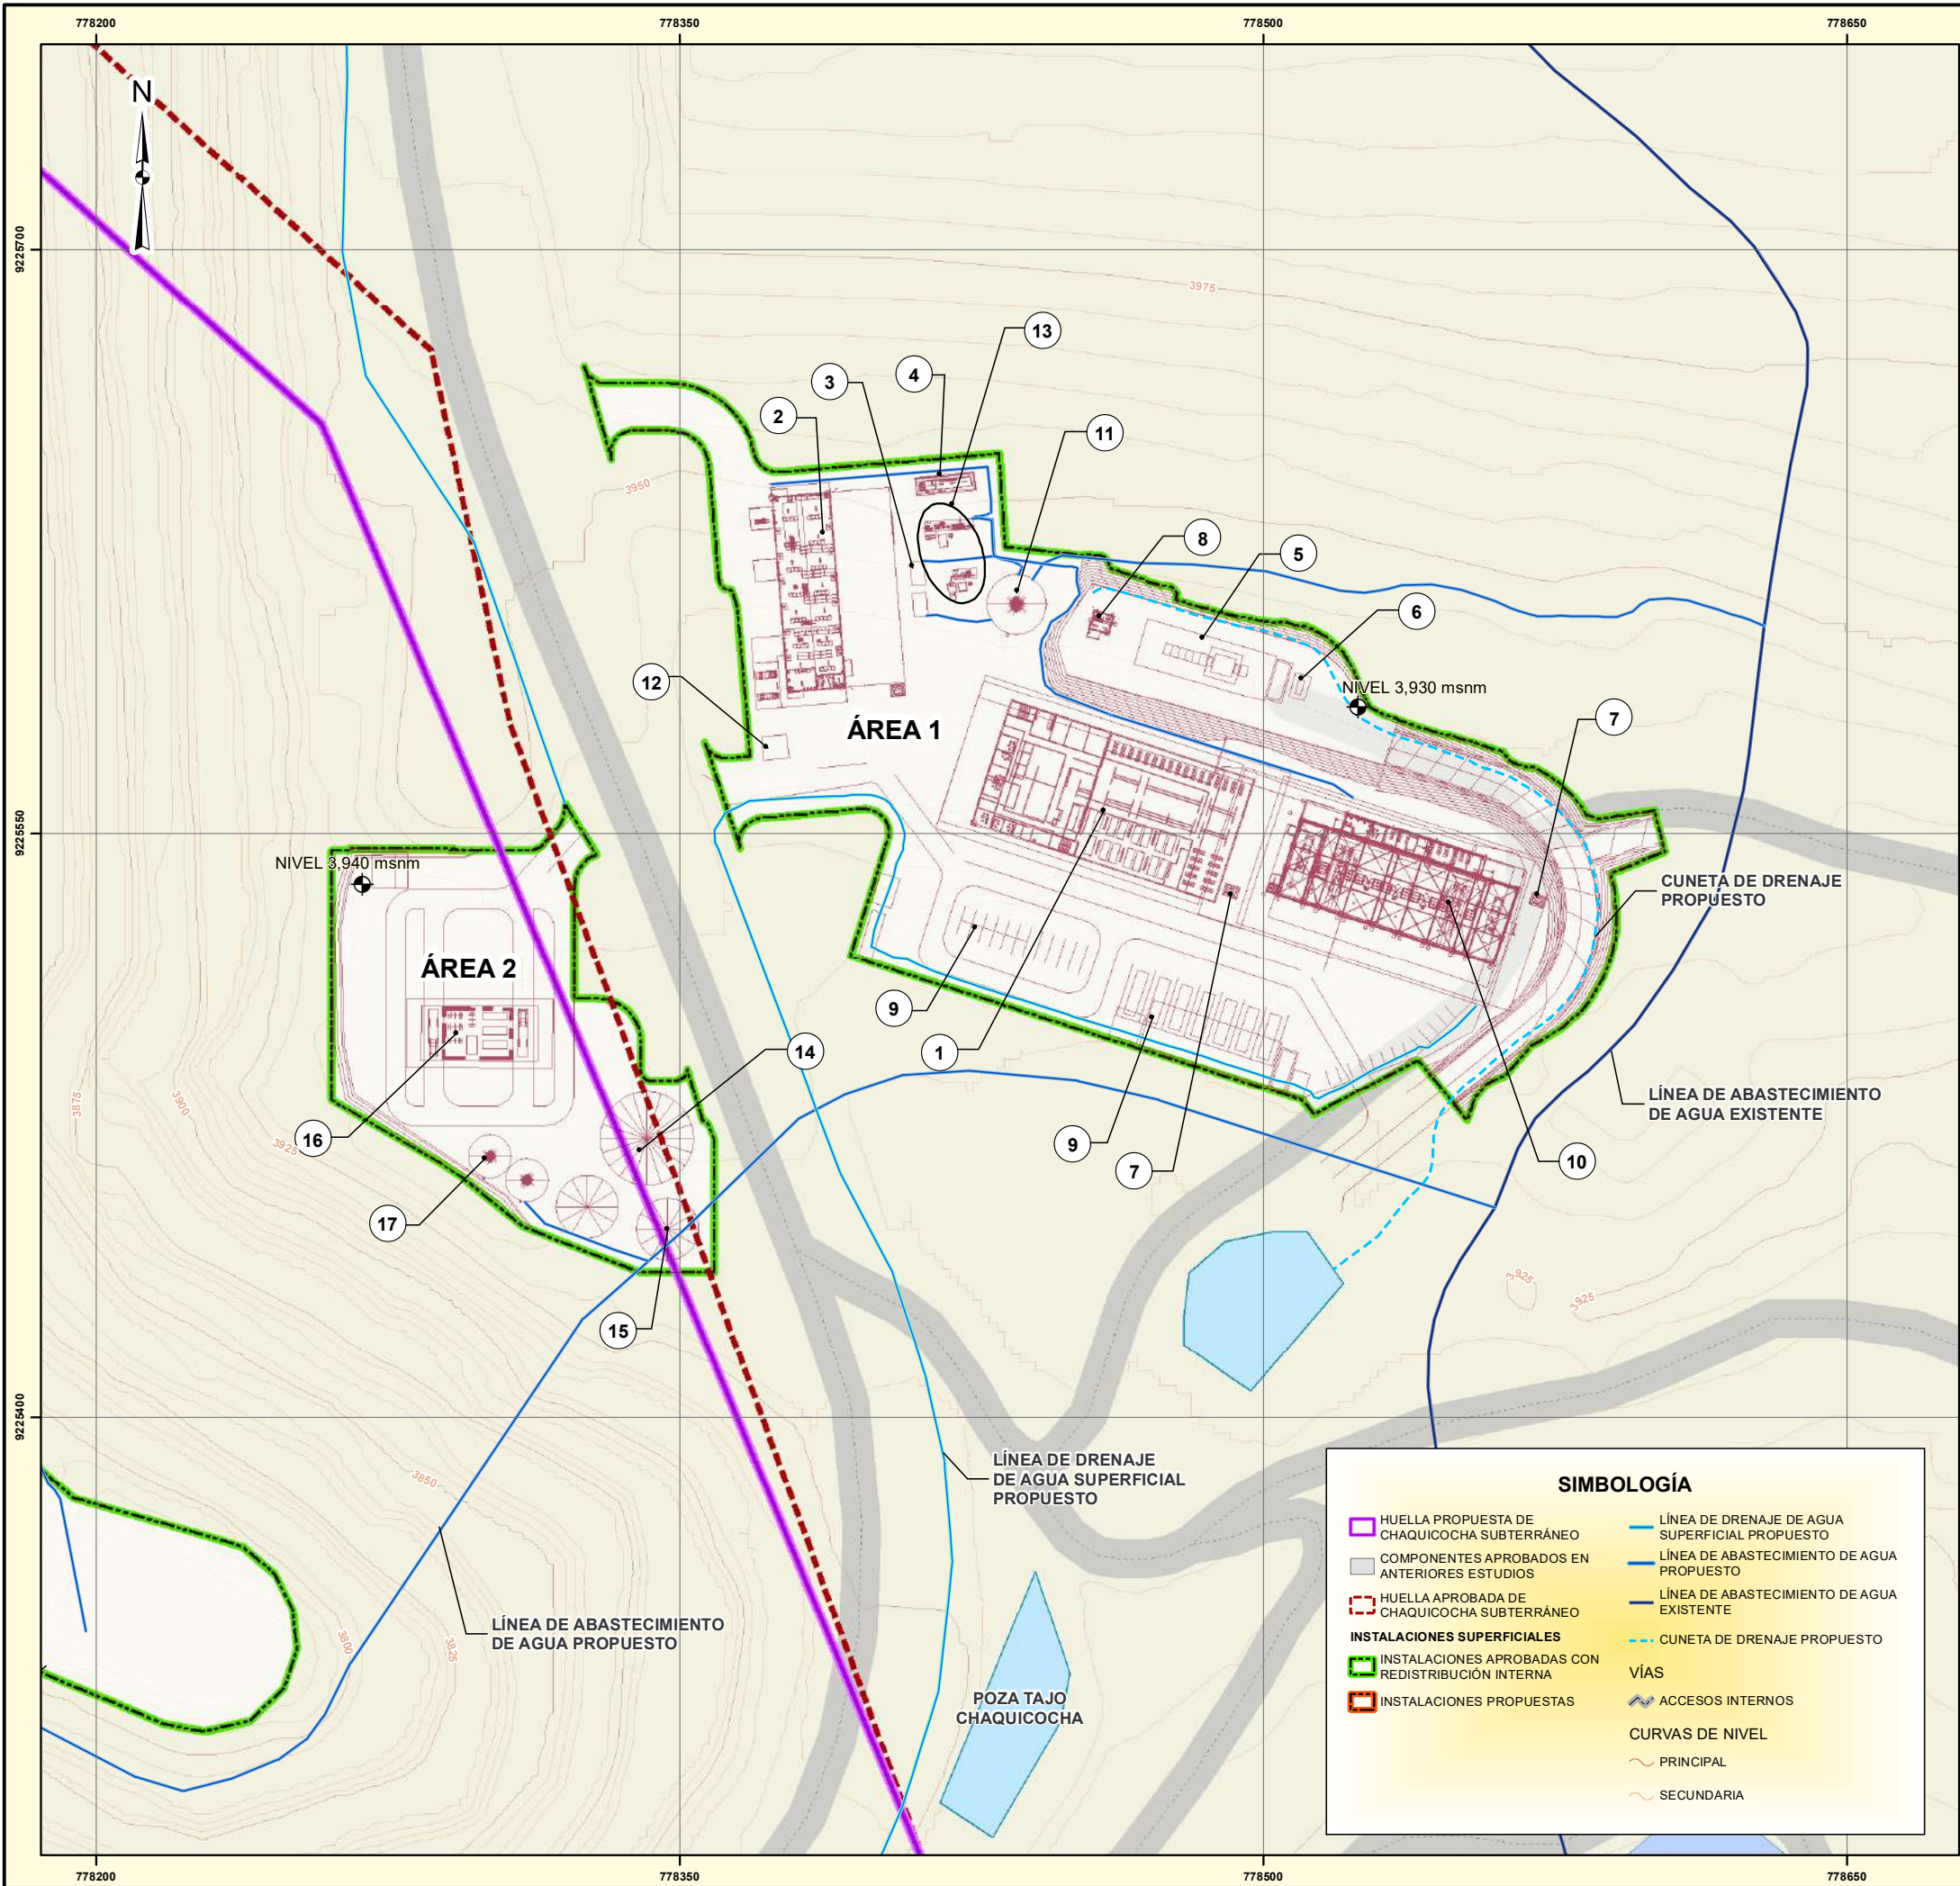 778200
778350
778500
778650
N
9225700
3975
13
4
3
2
11
3950
8
5
6
NIVEL 3,930 msnm
12
7
ÁREA 1
9225550
NIVEL 3,940 msnm
CUNETA DE DRENAJE
PROPUESTO
ÁREA 2
9
1
14
LÍNEA DE ABASTECIMIENTO
DE AGUA EXISTENTE
3875
3900
3925
16
9
7
10
17
15
3925
3925
9225400
3850
LÍNEA DE DRENAJE
DE AGUA SUPERFICIAL
PROPUESTO
LÍNEA DE ABASTECIMIENTO
DE AGUA PROPUESTO
3800
3825
POZA TAJO
CHAQUICOCHA
SIMBOLOGÍA
HUELLA PROPUESTA DE
CHAQUICOCHA SUBTERRÁNEO
COMPONENTES APROBADOS EN
ANTERIORES ESTUDIOS
HUELLA APROBADA DE
CHAQUICOCHA SUBTERRÁNEO
INSTALACIONES SUPERFICIALES
INSTALACIONES APROBADAS CON
REDISTRIBUCIÓN INTERNA
INSTALACIONES PROPUESTAS
LÍNEA DE DRENAJE DE AGUA
SUPERFICIAL PROPUESTO
LÍNEA DE ABASTECIMIENTO DE AGUA
PROPUESTO
LÍNEA DE ABASTECIMIENTO DE AGUA
EXISTENTE
CUNETA DE DRENAJE PROPUESTO
VÍAS
ACCESOS INTERNOS
CURVAS DE NIVEL
PRINCIPAL
SECUNDARIA
778200
778350
778500
778650